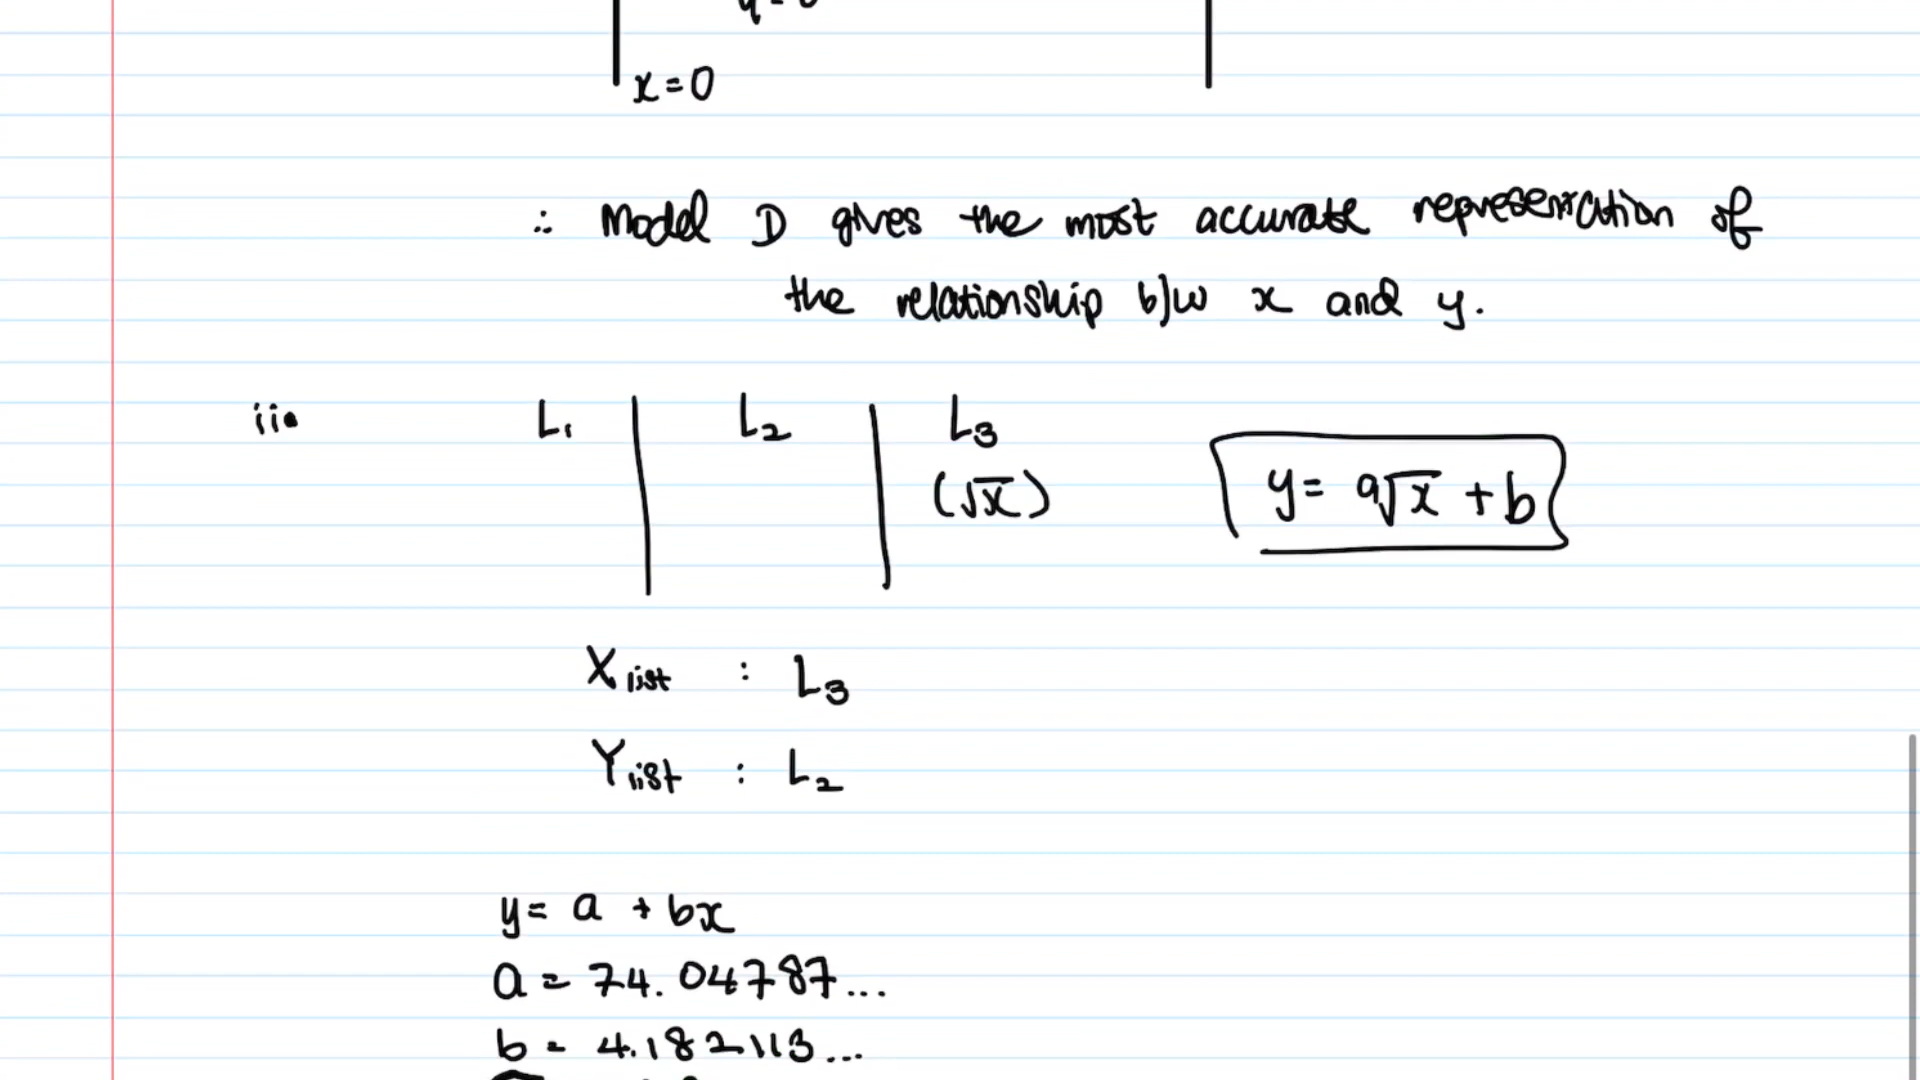 x=0
∴ Model D gives the most accurate representation of
the relationship b/w x and y.
ii. L₁ L₂ L₃
(√x) y= a√x + b
X list : L₃
Y list : L₂
y= a + bx
a = 74.04787...
b = 4.182113...